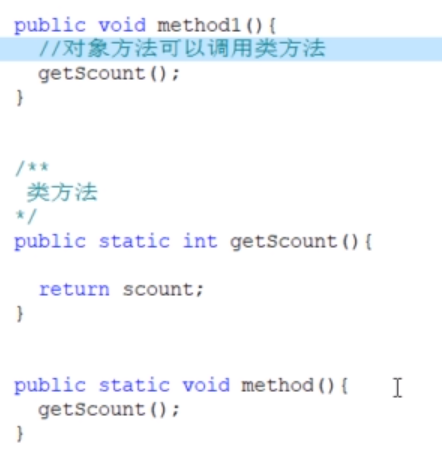 public void method1(){
//对象方法可以调用类方法
getScount();
}
/**
类方法
*/
public static int getScount(){
return scount;
}
public static void method(){
getScount();
}